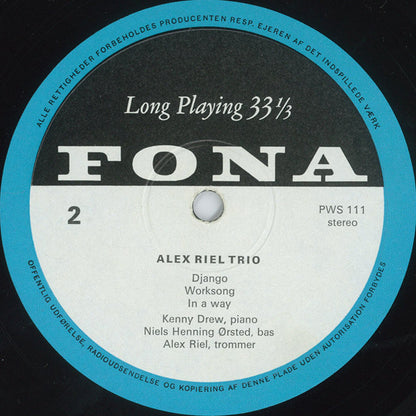 ALLE RETTIGHEDER FORBEHOLDES PRODUCENTEN RESP. EJEREN AF DET INDSPILLEDE VÆRK
Long Playing 33 1/3
FONA
2
PWS 111
stereo
ALEX RIEL TRIO
Django
Worksong
In a way
Kenny Drew, piano
Niels Henning Ørsted, bas
Alex Riel, trommer
OFFENTLIG UDFØRELSE, RADIOUDSENDELSE OG KOPIERING AF DENNE PLADE UDEN AUTORISATION FORBYDES